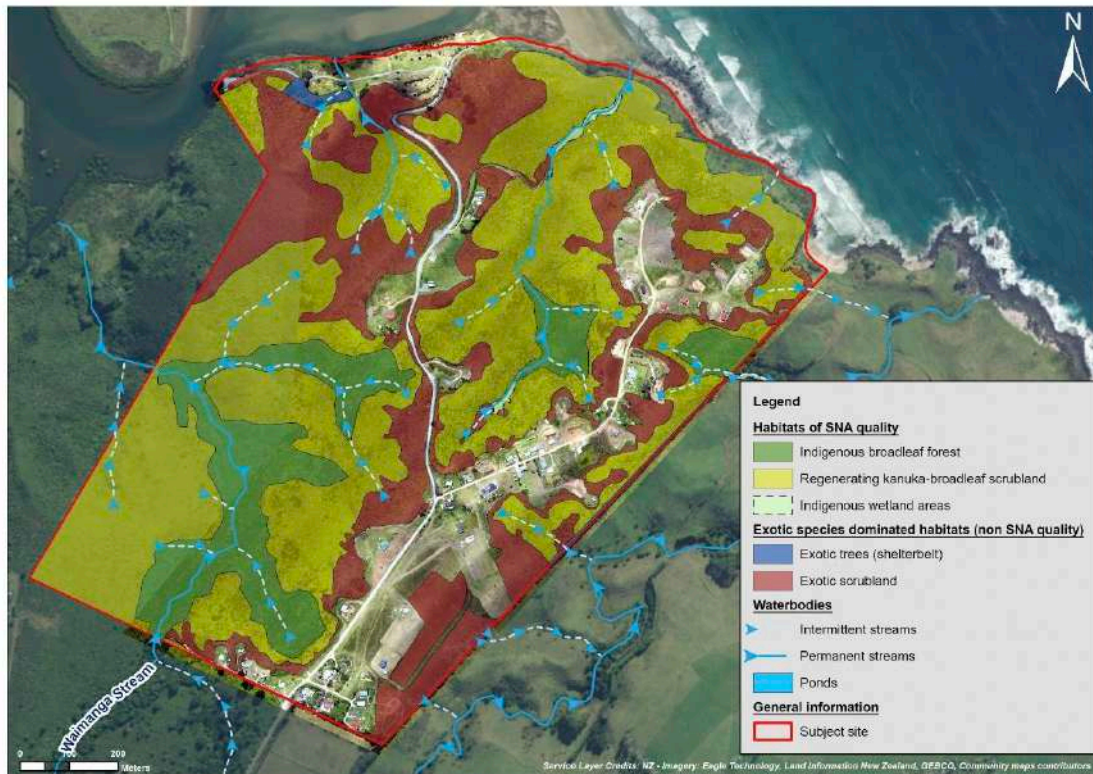 N
Legend
Habitats of SNA quality
Indigenous broadleaf forest
Regenerating kanuka-broadleaf scrubland
Indigenous wetland areas
Exotic species dominated habitats (non SNA quality)
Exotic trees (shelterbelt)
Exotic scrubland
Waterbodies
Intermittent streams
Permanent streams
Ponds
General information
Subject site
Waimanga Stream
0 100 200
Meters
Service Layer Credits: NZ - Imagery: Eagle Technology, Land Information New Zealand, GEBCO, Community maps contributors